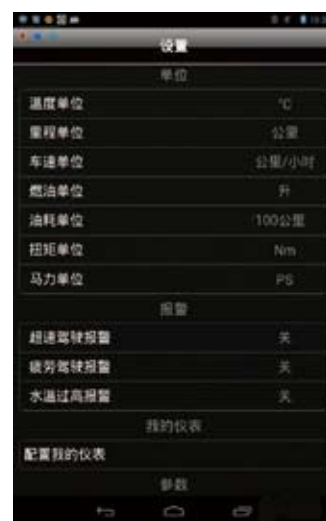 设置
单位
温度单位 ℃
里程单位 公里
车速单位 公里/小时
燃油单位 升
油耗单位 100公里
扭矩单位 Nm
马力单位 PS
报警
超速驾驶报警 关
疲劳驾驶报警 关
水温过高报警 关
我的仪表
配置我的仪表
参数